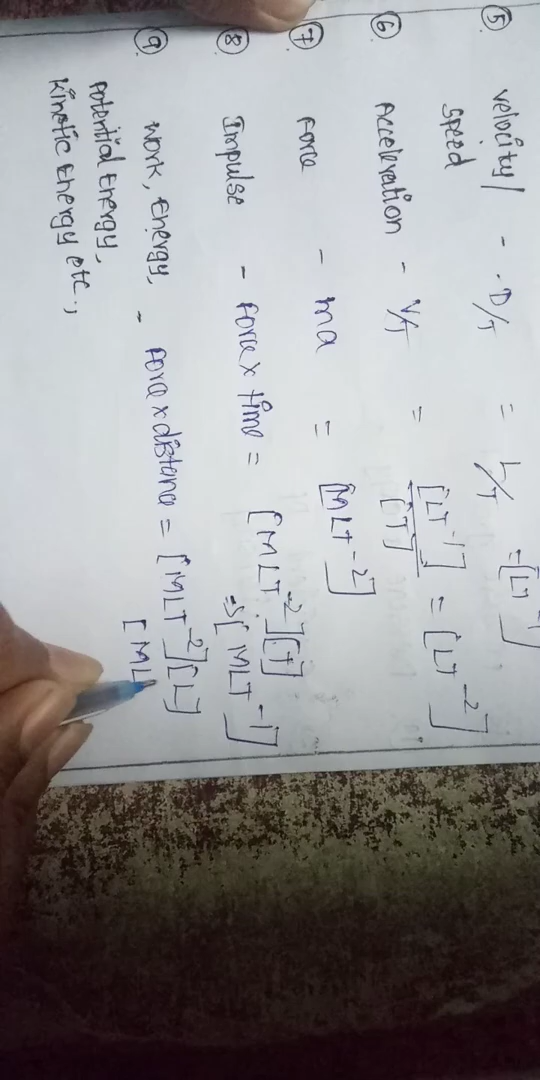 ⑤ velocity/ - . D/T = L/T = [LT⁻¹]
speed
⑥ Acceleration - V/T = [LT⁻¹]/[T] = [LT⁻²]
⑦ Force - ma = [MLT⁻²]
⑧ Impulse - Force x time = [MLT⁻²][T]
=> [MLT⁻¹]
⑨ Work, Energy, - Force x distance = [MLT⁻²][L]
Potential Energy, [ML
Kinetic Energy etc.,